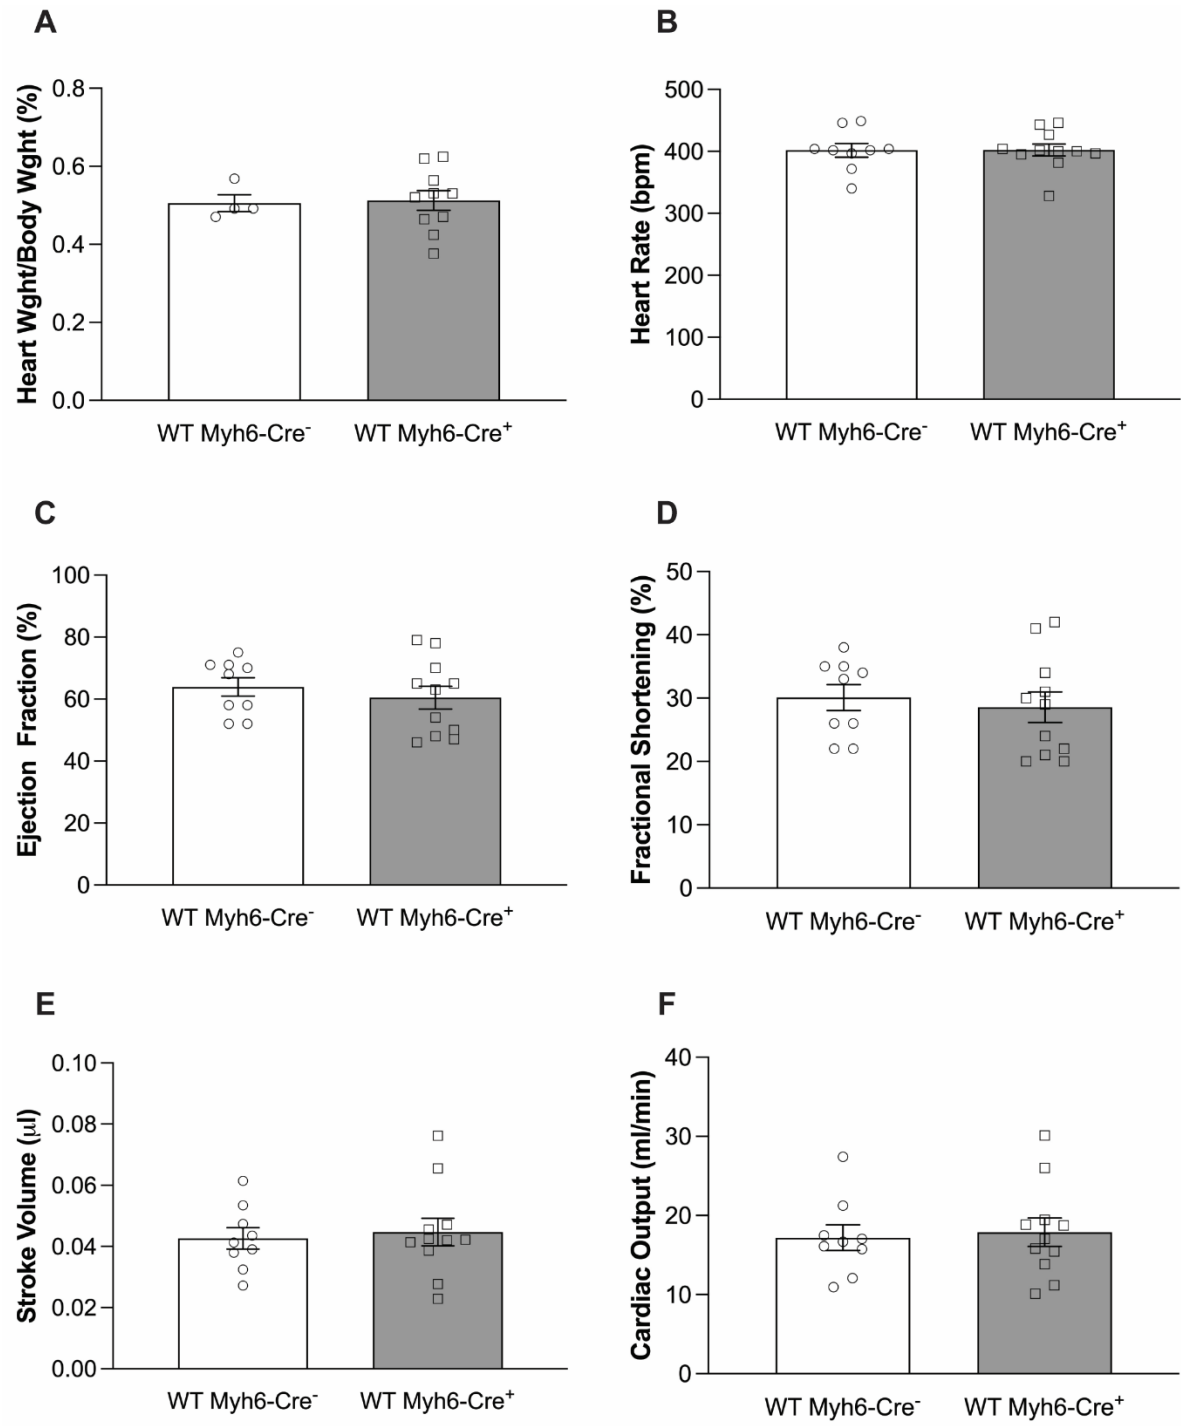 A
Heart Wght/Body Wght (%)
0.8
0.6
0.4
0.2
0.0
WT Myh6-Cre⁻
WT Myh6-Cre⁺
B
Heart Rate (bpm)
500
400
300
200
100
0
WT Myh6-Cre⁻
WT Myh6-Cre⁺
C
Ejection Fraction (%)
100
80
60
40
20
0
WT Myh6-Cre⁻
WT Myh6-Cre⁺
D
Fractional Shortening (%)
50
40
30
20
10
0
WT Myh6-Cre⁻
WT Myh6-Cre⁺
E
Stroke Volume (µl)
0.10
0.08
0.06
0.04
0.02
0.00
WT Myh6-Cre⁻
WT Myh6-Cre⁺
F
Cardiac Output (ml/min)
40
30
20
10
0
WT Myh6-Cre⁻
WT Myh6-Cre⁺